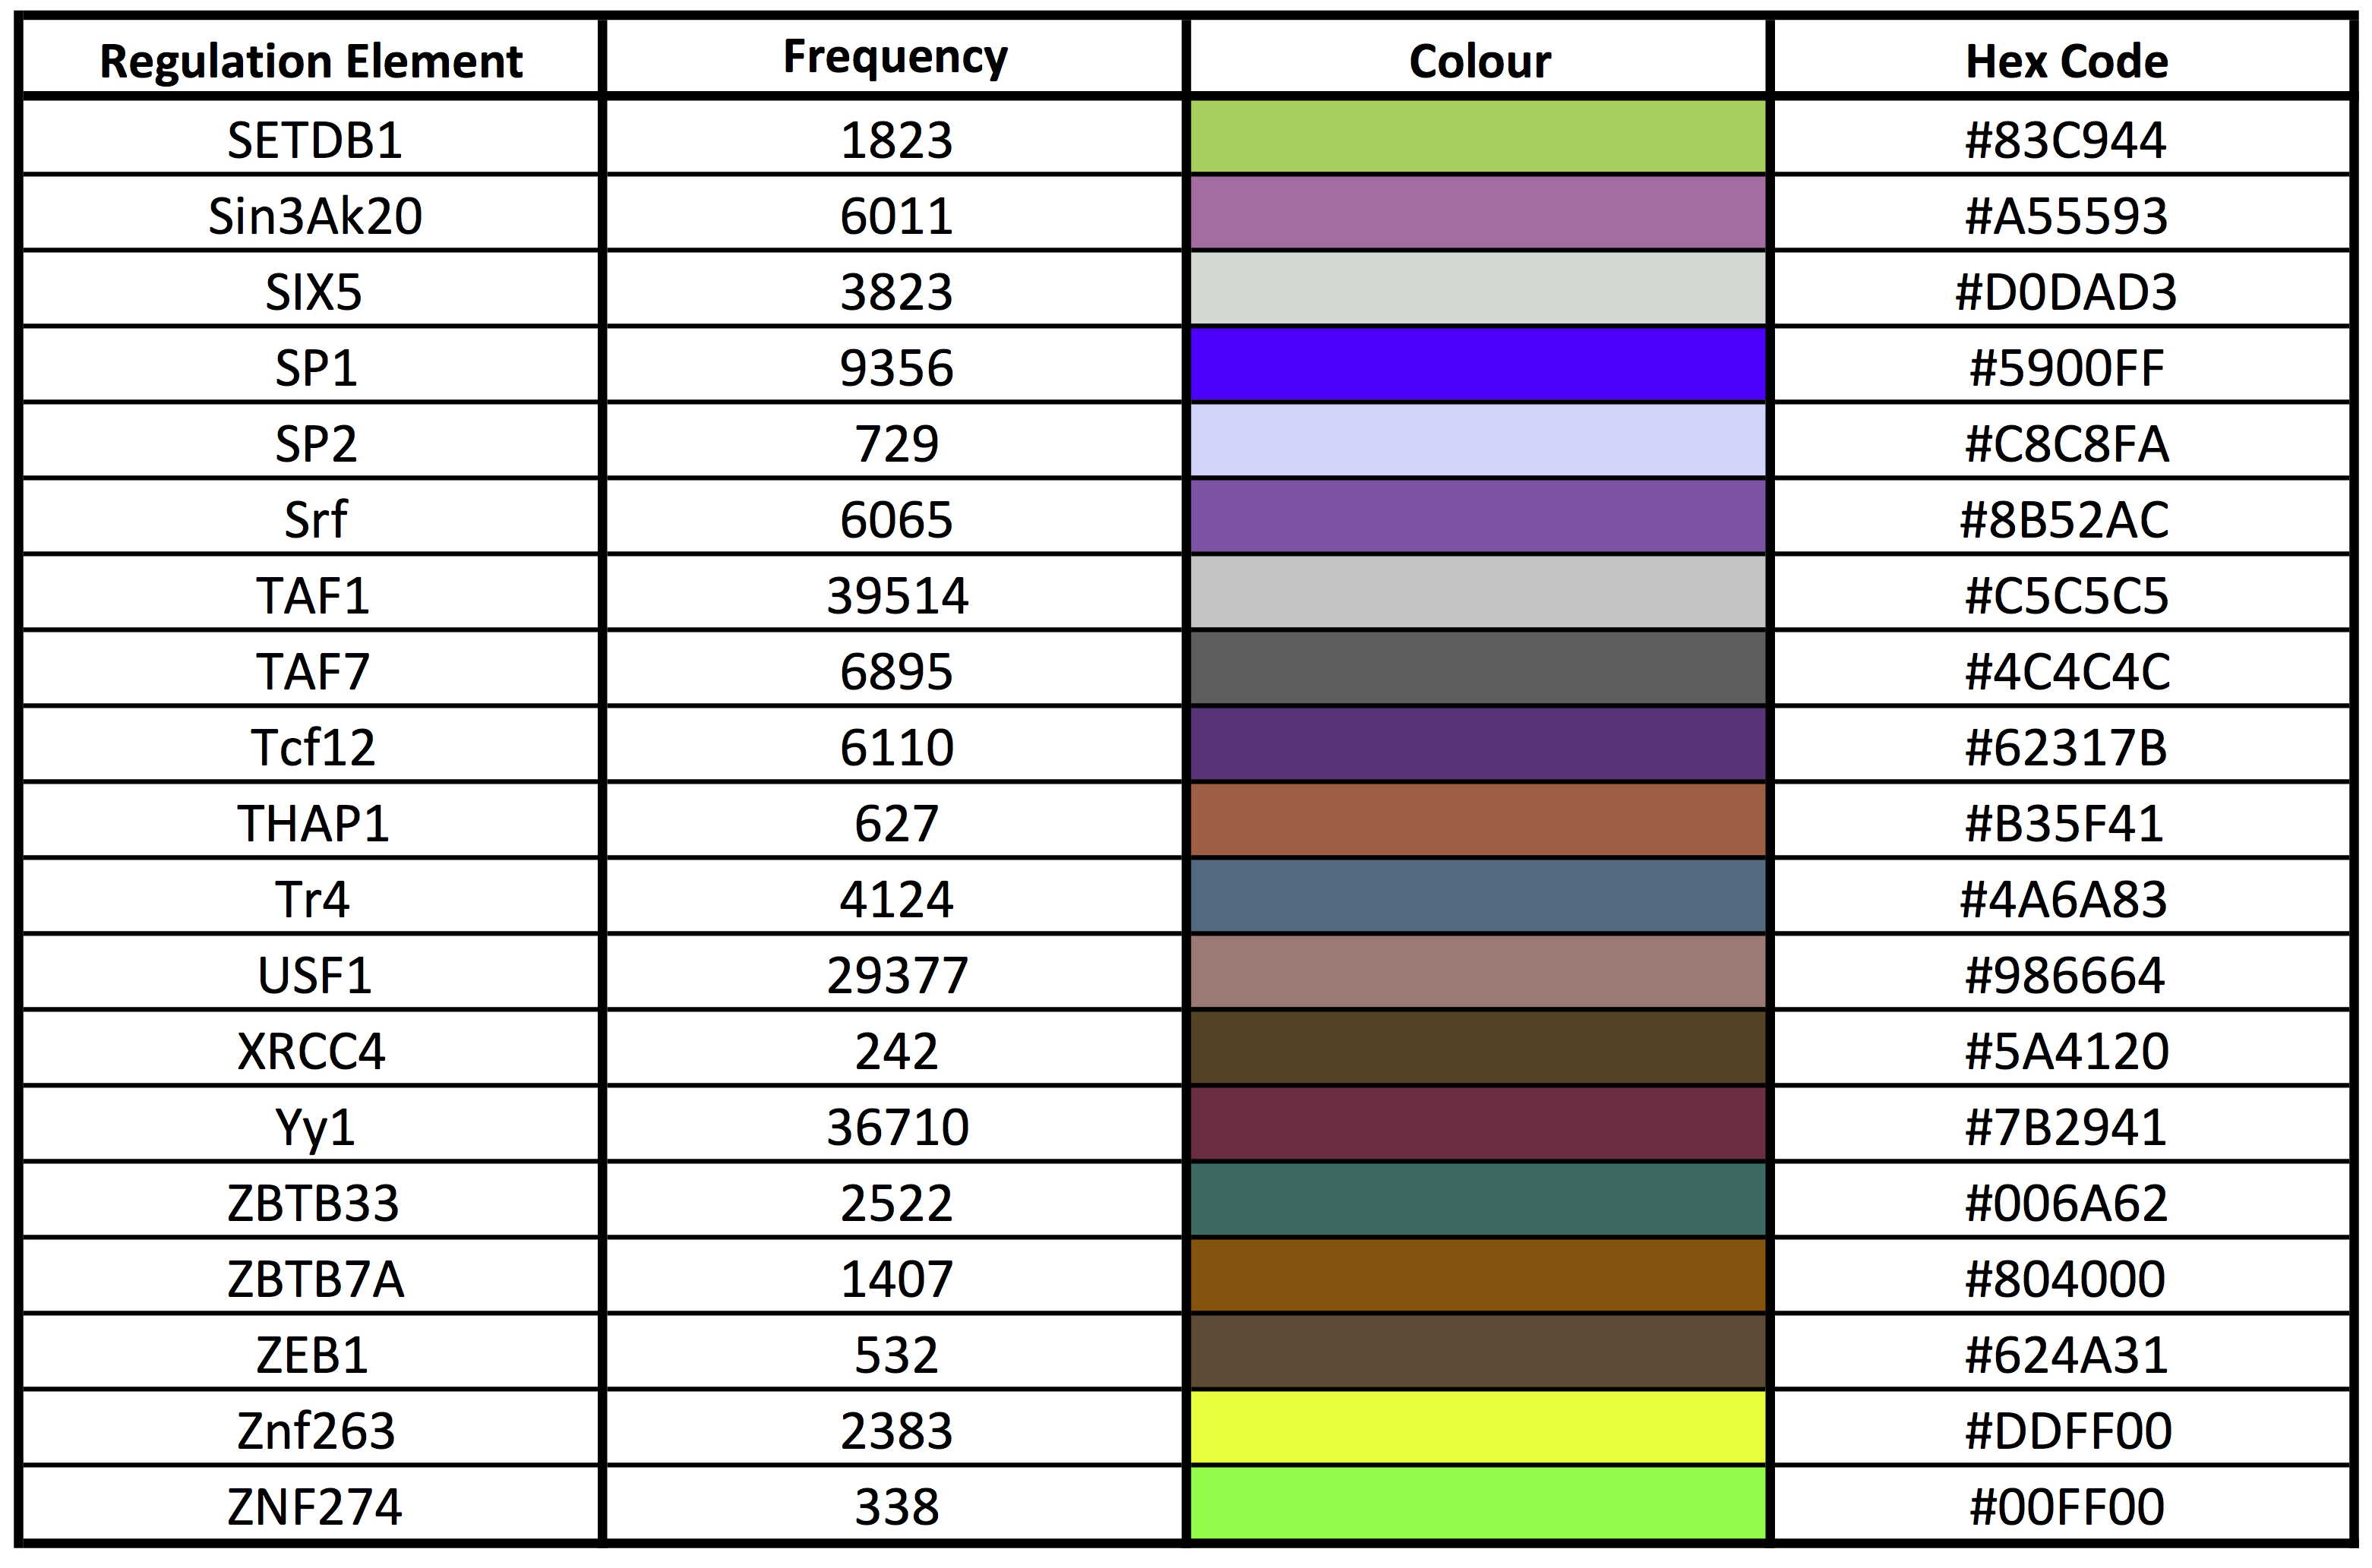 Regulation Element Frequency Colour Hex Code
SETDB1 1823 #83C944
Sin3Ak20 6011 #A55593
SIX5 3823 #D0DAD3
SP1 9356 #5900FF
SP2 729 #C8C8FA
Srf 6065 #8B52AC
TAF1 39514 #C5C5C5
TAF7 6895 #4C4C4C
Tcf12 6110 #62317B
THAP1 627 #B35F41
Tr4 4124 #4A6A83
USF1 29377 #986664
XRCC4 242 #5A4120
Yy1 36710 #7B2941
ZBTB33 2522 #006A62
ZBTB7A 1407 #804000
ZEB1 532 #624A31
Znf263 2383 #DDFF00
ZNF274 338 #00FF00